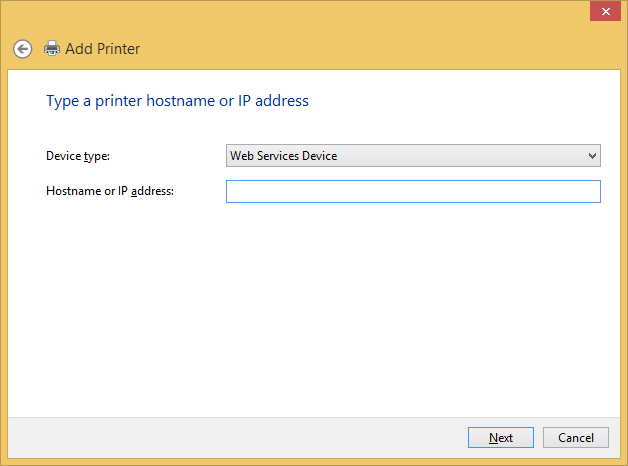 Add Printer
Type a printer hostname or IP address
Device type:
Web Services Device
Hostname or IP address:
Next
Cancel